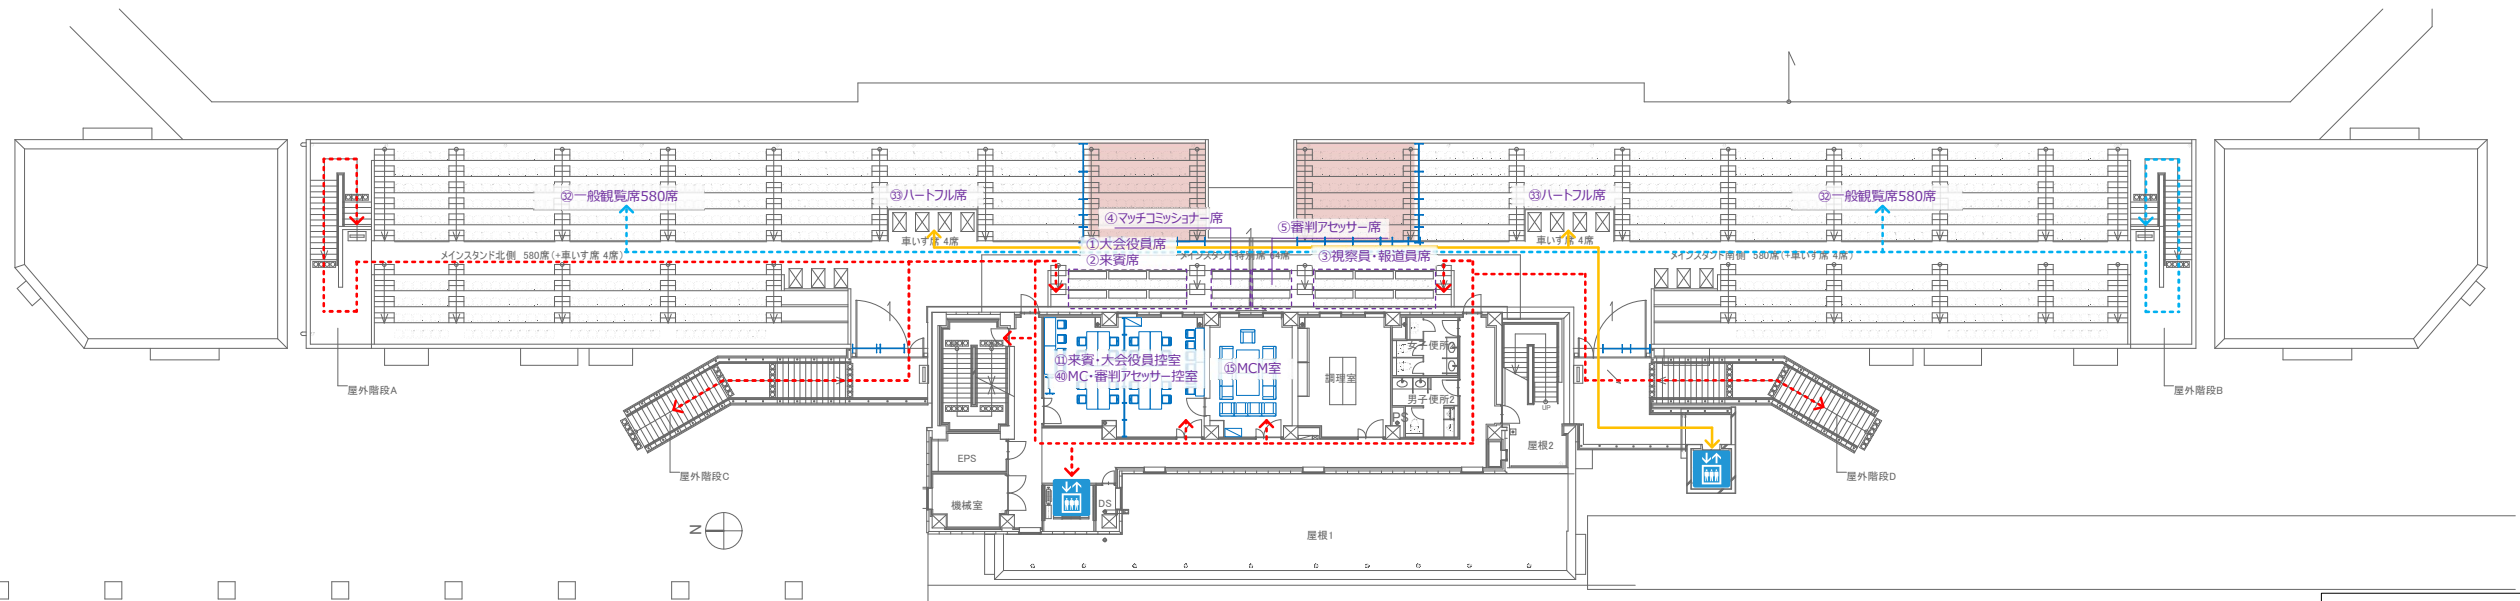 ㉜一般観覧席580席
㉝ハートフル席
㉝ハートフル席
㉜一般観覧席580席
④マッチコミッショナー席
⑤審判アセッサー席
車いす席 4席
車いす席 4席
①大会役員席
②来賓席
③視察員・報道員席
メインスタンド北側 580席(+車いす席 4席)
メインスタンド特別席 64席
メインスタンド南側 580席(+車いす席 4席)
⑪来賓・大会役員控室
㊵MC・審判アセッサー控室
⑮MCM室
調理室
女子便所
男子便所2
PS
UP
屋根2
屋外階段A
屋外階段B
屋外階段C
屋外階段D
EPS
機械室
DS
N
屋根1